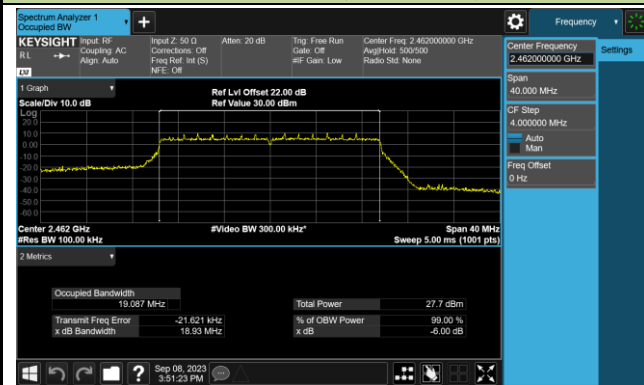 Spectrum Analyzer 1
Occupied BW
+
Frequency
KEYSIGHT
R L
LXI
Input: RF
Coupling: AC
Align: Auto
Input Z: 50 Ω
Corrections: Off
Freq Ref: Int (S)
NFE: Off
Atten: 20 dB
Trig: Free Run
Gate: Off
#IF Gain: Low
Center Freq: 2.462000000 GHz
Avg|Hold: 500/500
Radio Std: None
Center Frequency
2.462000000 GHz
Settings
Span
40.000 MHz
CF Step
4.000000 MHz
Auto
Man
Freq Offset
0 Hz
1 Graph
Scale/Div 10.0 dB
Ref Lvl Offset 22.00 dB
Ref Value 30.00 dBm
Log
20.0
10.0
0.00
-10.0
-20.0
-30.0
-40.0
-50.0
-60.0
Center 2.462 GHz
#Res BW 100.00 kHz
#Video BW 300.00 kHz*
Span 40 MHz
Sweep 5.00 ms (1001 pts)
2 Metrics
Occupied Bandwidth
19.087 MHz
Total Power 27.7 dBm
Transmit Freq Error -21.621 kHz
% of OBW Power 99.00 %
x dB Bandwidth 18.93 MHz
x dB -6.00 dB
?
Sep 08, 2023
3:51:23 PM